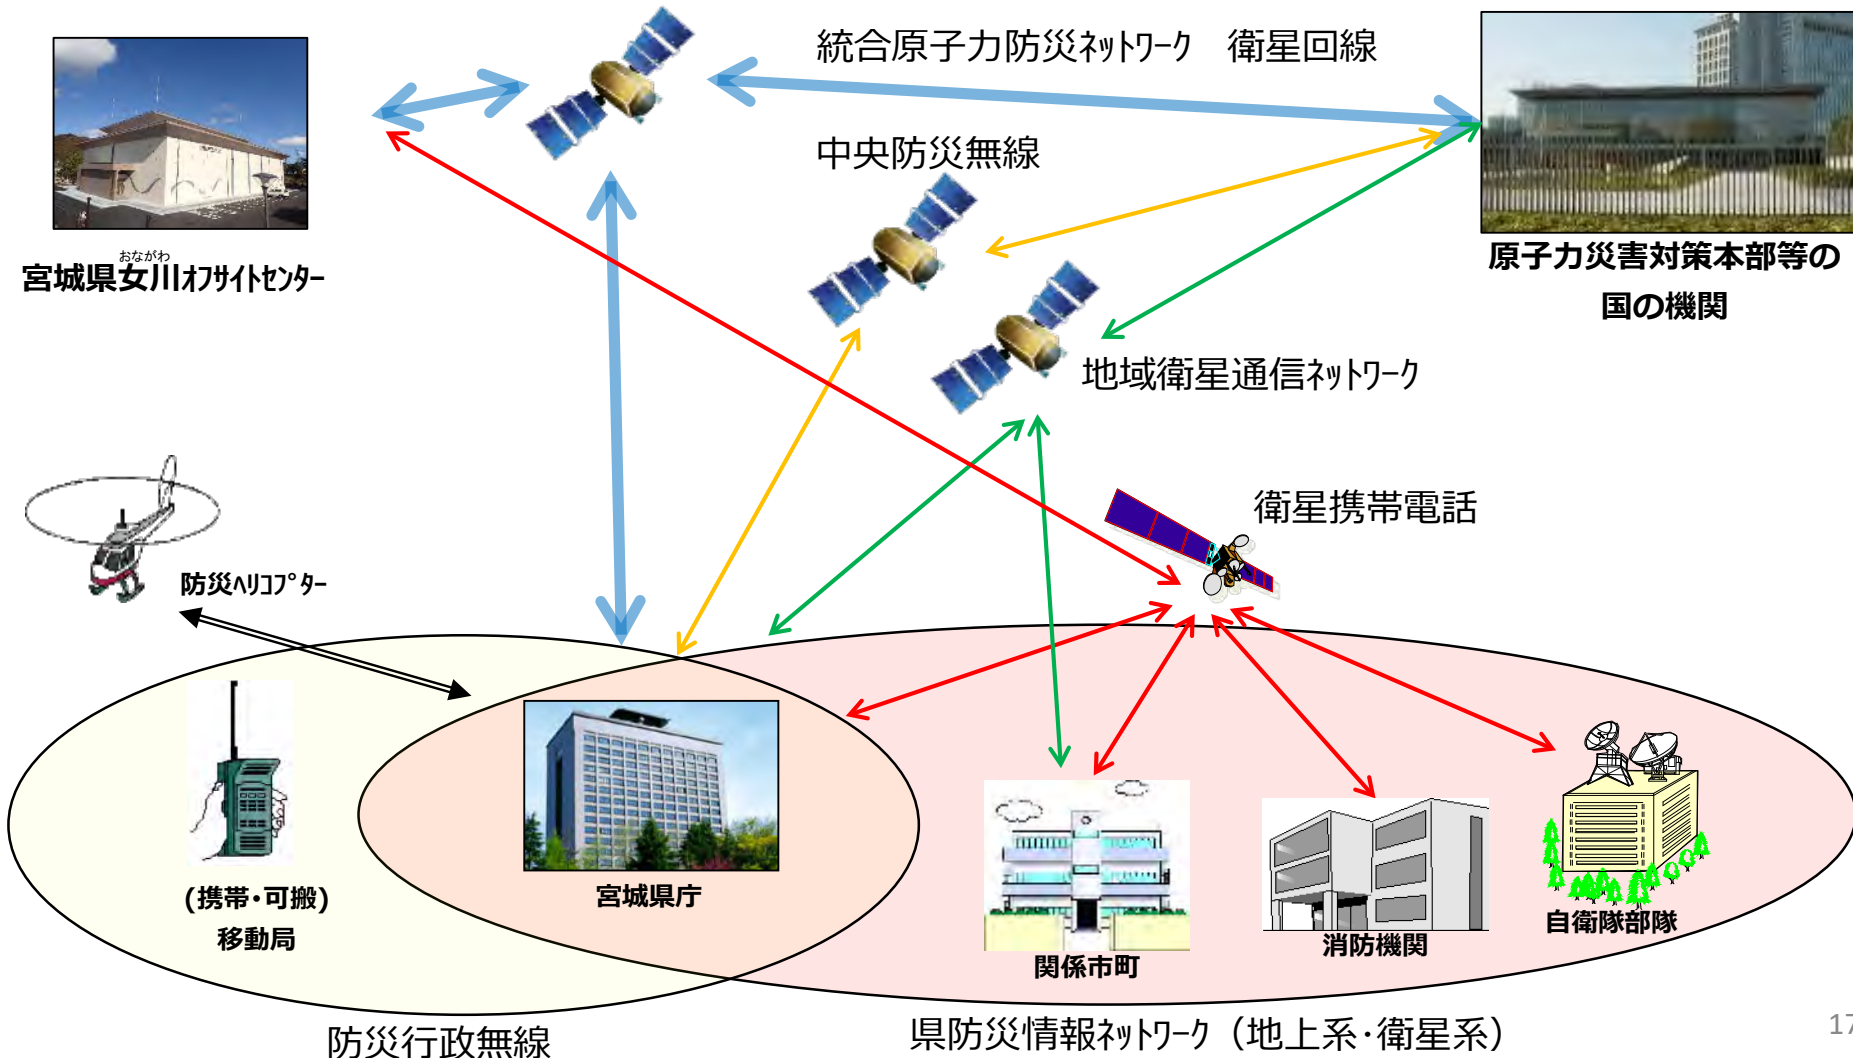 統合原子力防災ﾈｯﾄﾜｰｸ　衛星回線
中央防災無線
おながわ
宮城県女川ｵﾌｻｲﾄｾﾝﾀｰ
原子力災害対策本部等の
国の機関
地域衛星通信ﾈｯﾄﾜｰｸ
衛星携帯電話
防災ﾍﾘｺﾌﾟﾀｰ
(携帯・可搬)
移動局
宮城県庁
関係市町
消防機関
自衛隊部隊
防災行政無線
県防災情報ﾈｯﾄﾜｰｸ（地上系・衛星系）
17